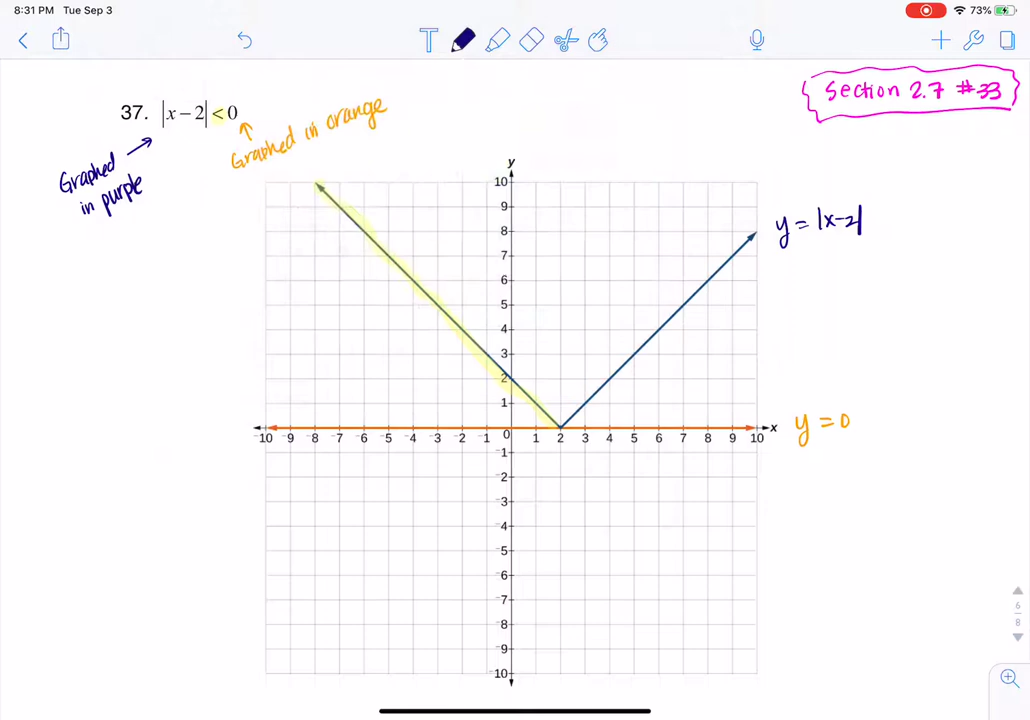 8:31 PM Tue Sep 3
73%
Section 2.7 #33
37. |x − 2| < 0
Graphed in orange
Graphed
in purple
y
10
9
8
7
6
5
4
3
2
1
y = |x-2|
y = 0
x
-10 -9 -8 -7 -6 -5 -4 -3 -2 -1 0 1 2 3 4 5 6 7 8 9 10
-1
-2
-3
-4
-5
-6
-7
-8
-9
-10
6
8